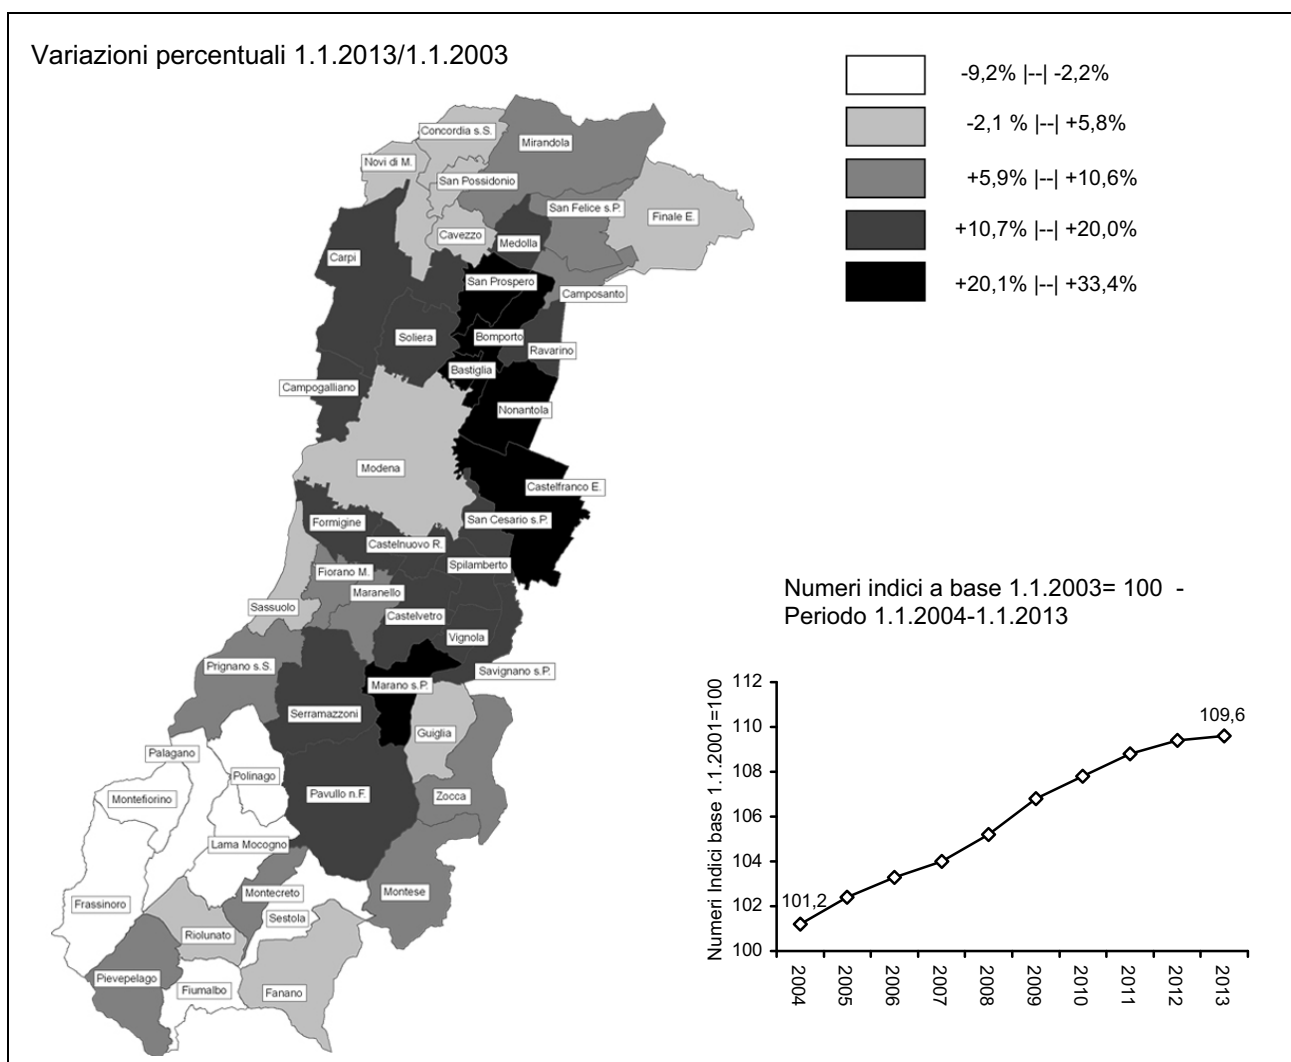 Variazioni percentuali 1.1.2013/1.1.2003
-9,2% |--| -2,2%
-2,1 % |--| +5,8%
+5,9% |--| +10,6%
+10,7% |--| +20,0%
+20,1% |--| +33,4%
Concordia s.S.
Mirandola
Novi di M.
San Possidonio
San Felice s.P.
Finale E.
Cavezzo
Medolla
Carpi
San Prospero
Camposanto
Soliera
Bomporto
Ravarino
Bastiglia
Campogalliano
Nonantola
Modena
Castelfranco E.
Formigine
San Cesario s.P.
Castelnuovo R.
Spilamberto
Fiorano M.
Maranello
Sassuolo
Castelvetro
Vignola
Prignano s.S.
Savignano s.P.
Marano s.P.
Serramazzoni
Guiglia
Palagano
Polinago
Montefiorino
Pavullo n.F.
Zocca
Lama Mocogno
Montecreto
Montese
Frassinoro
Sestola
Riolunato
Pievepelago
Fiumalbo
Fanano
Numeri indici a base 1.1.2003= 100 -
Periodo 1.1.2004-1.1.2013
Numeri Indici base 1.1.2001=100
112
110
108
106
104
102
100
101,2
109,6
2004
2005
2006
2007
2008
2009
2010
2011
2012
2013